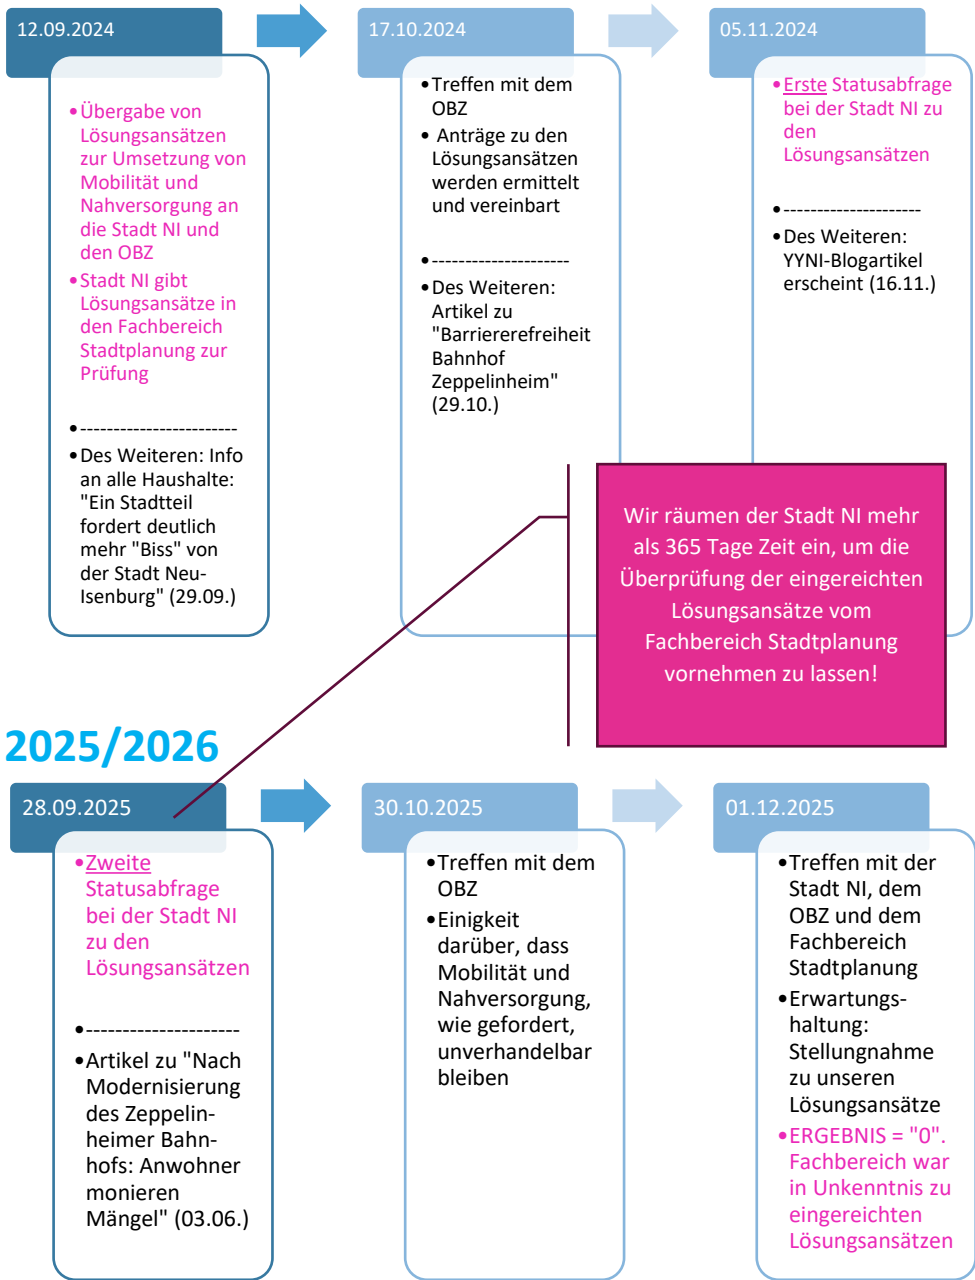 12.09.2024
•Übergabe von
Lösungsansätzen
zur Umsetzung von
Mobilität und
Nahversorgung an
die Stadt NI und
den OBZ
•Stadt NI gibt
Lösungsansätze in
den Fachbereich
Stadtplanung zur
Prüfung
•------------------------
•Des Weiteren: Info
an alle Haushalte:
"Ein Stadtteil
fordert deutlich
mehr "Biss" von
der Stadt Neu-
Isenburg" (29.09.)
17.10.2024
•Treffen mit dem
OBZ
• Anträge zu den
Lösungsansätzen
werden ermittelt
und vereinbart
•---------------------
•Des Weiteren:
Artikel zu
"Barriererefreiheit
Bahnhof
Zeppelinheim"
(29.10.)
05.11.2024
•Erste Statusabfrage
bei der Stadt NI zu
den
Lösungsansätzen
•---------------------
•Des Weiteren:
YYNI-Blogartikel
erscheint (16.11.)
Wir räumen der Stadt NI mehr
als 365 Tage Zeit ein, um die
Überprüfung der eingereichten
Lösungsansätze vom
Fachbereich Stadtplanung
vornehmen zu lassen!
2025/2026
28.09.2025
•Zweite
Statusabfrage
bei der Stadt NI
zu den
Lösungsansätzen
•---------------------
•Artikel zu "Nach
Modernisierung
des Zeppelin-
heimer Bahn-
hofs: Anwohner
monieren
Mängel" (03.06.)
30.10.2025
•Treffen mit dem
OBZ
•Einigkeit
darüber, dass
Mobilität und
Nahversorgung,
wie gefordert,
unverhandelbar
bleiben
01.12.2025
•Treffen mit der
Stadt NI, dem
OBZ und dem
Fachbereich
Stadtplanung
•Erwartungs-
haltung:
Stellungnahme
zu unseren
Lösungsansätze
•ERGEBNIS = "0".
Fachbereich war
in Unkenntnis zu
eingereichten
Lösungsansätzen